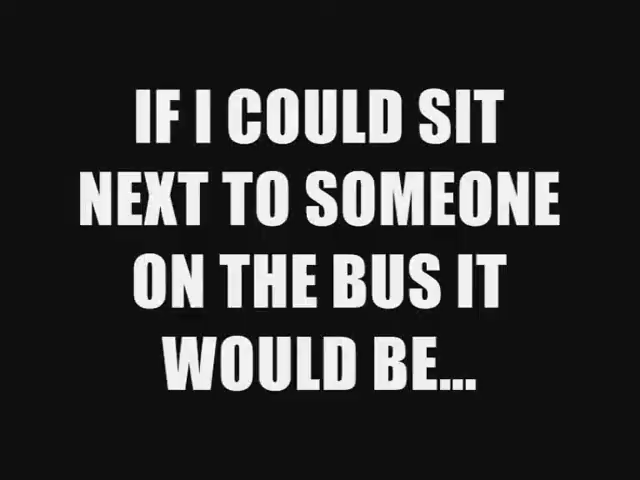 IF I COULD SIT
NEXT TO SOMEONE
ON THE BUS IT
WOULD BE...